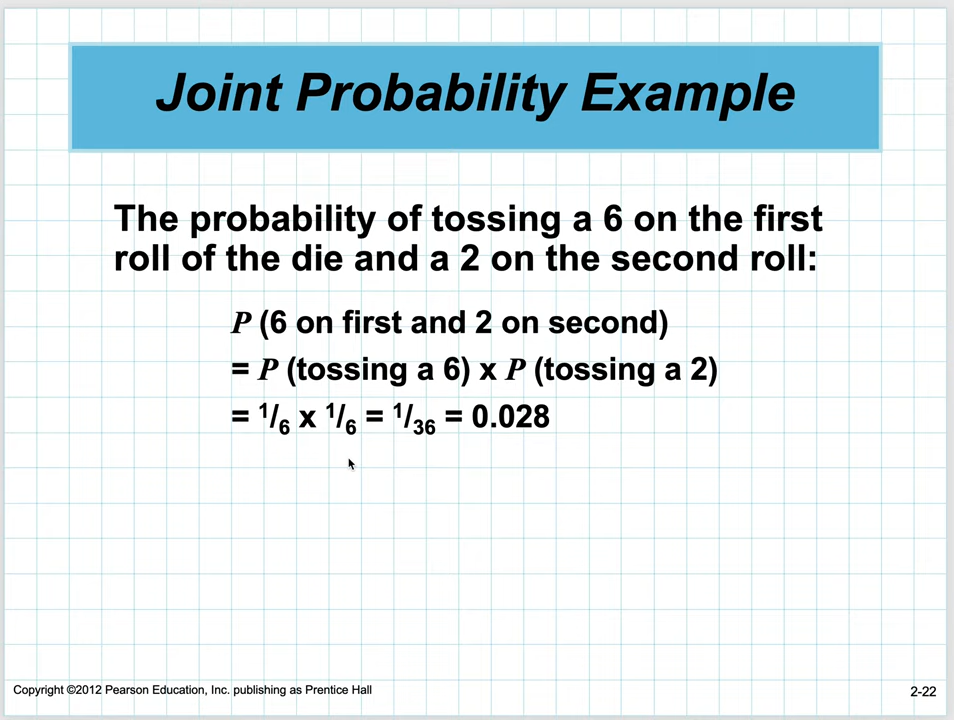 Joint Probability Example
The probability of tossing a 6 on the first
roll of the die and a 2 on the second roll:
P (6 on first and 2 on second)
= P (tossing a 6) x P (tossing a 2)
= 1/6 x 1/6 = 1/36 = 0.028
Copyright ©2012 Pearson Education, Inc. publishing as Prentice Hall
2-22